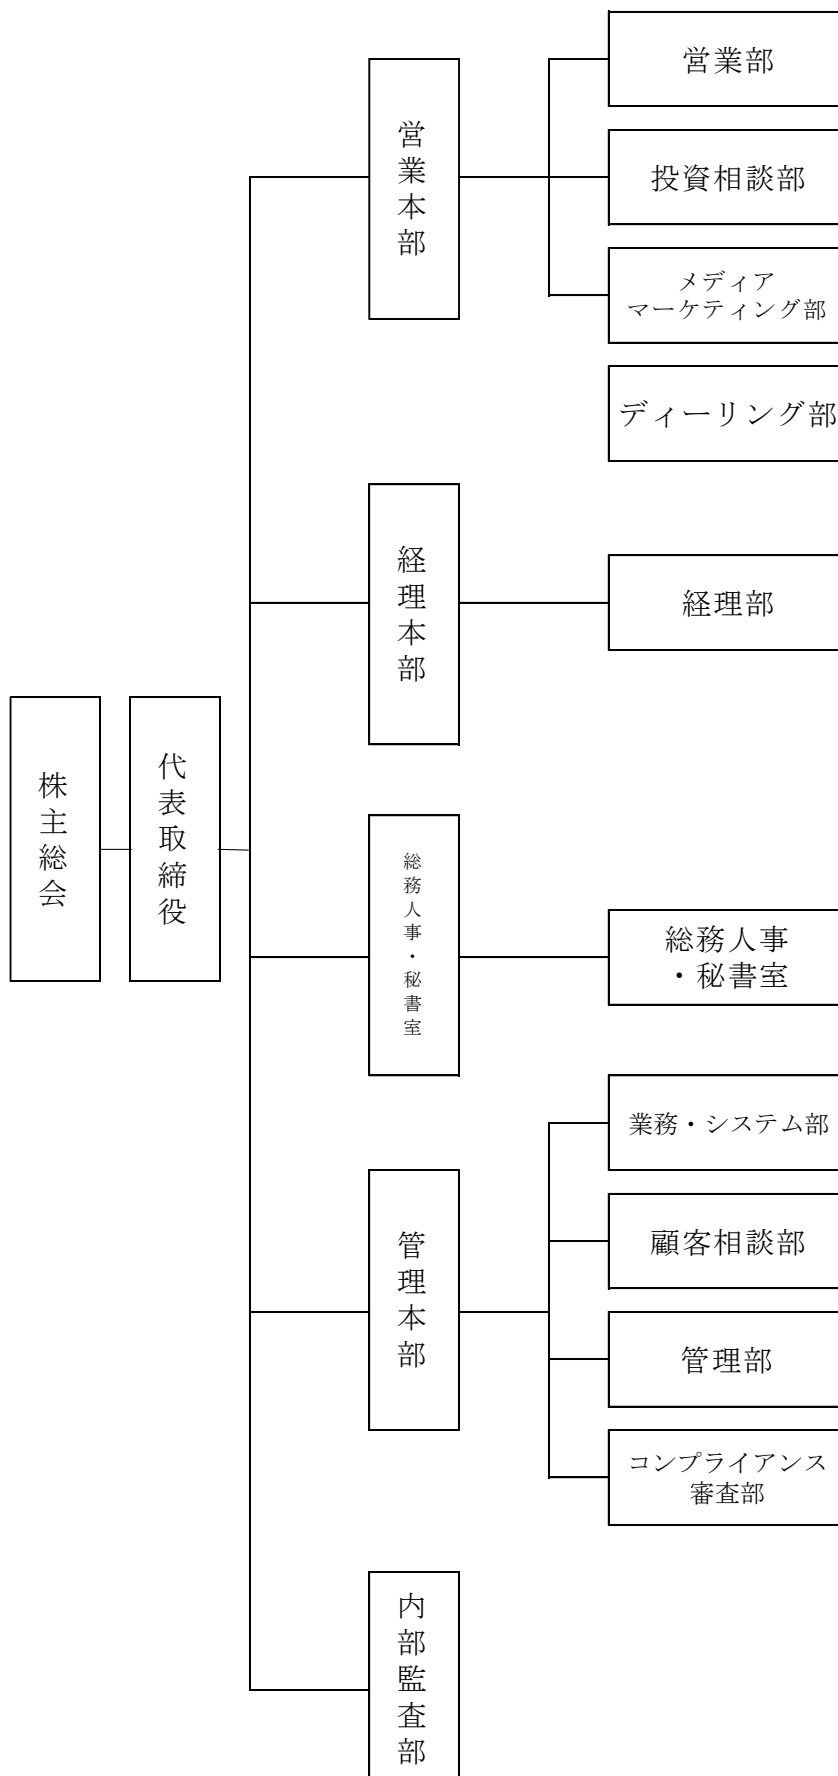 株主総会
代表取締役
営業本部
営業部
投資相談部
メディア
マーケティング部
ディーリング部
経理本部
経理部
総務人事・秘書室
総務人事
・秘書室
管理本部
業務・システム部
顧客相談部
管理部
コンプライアンス
審査部
内部監査部